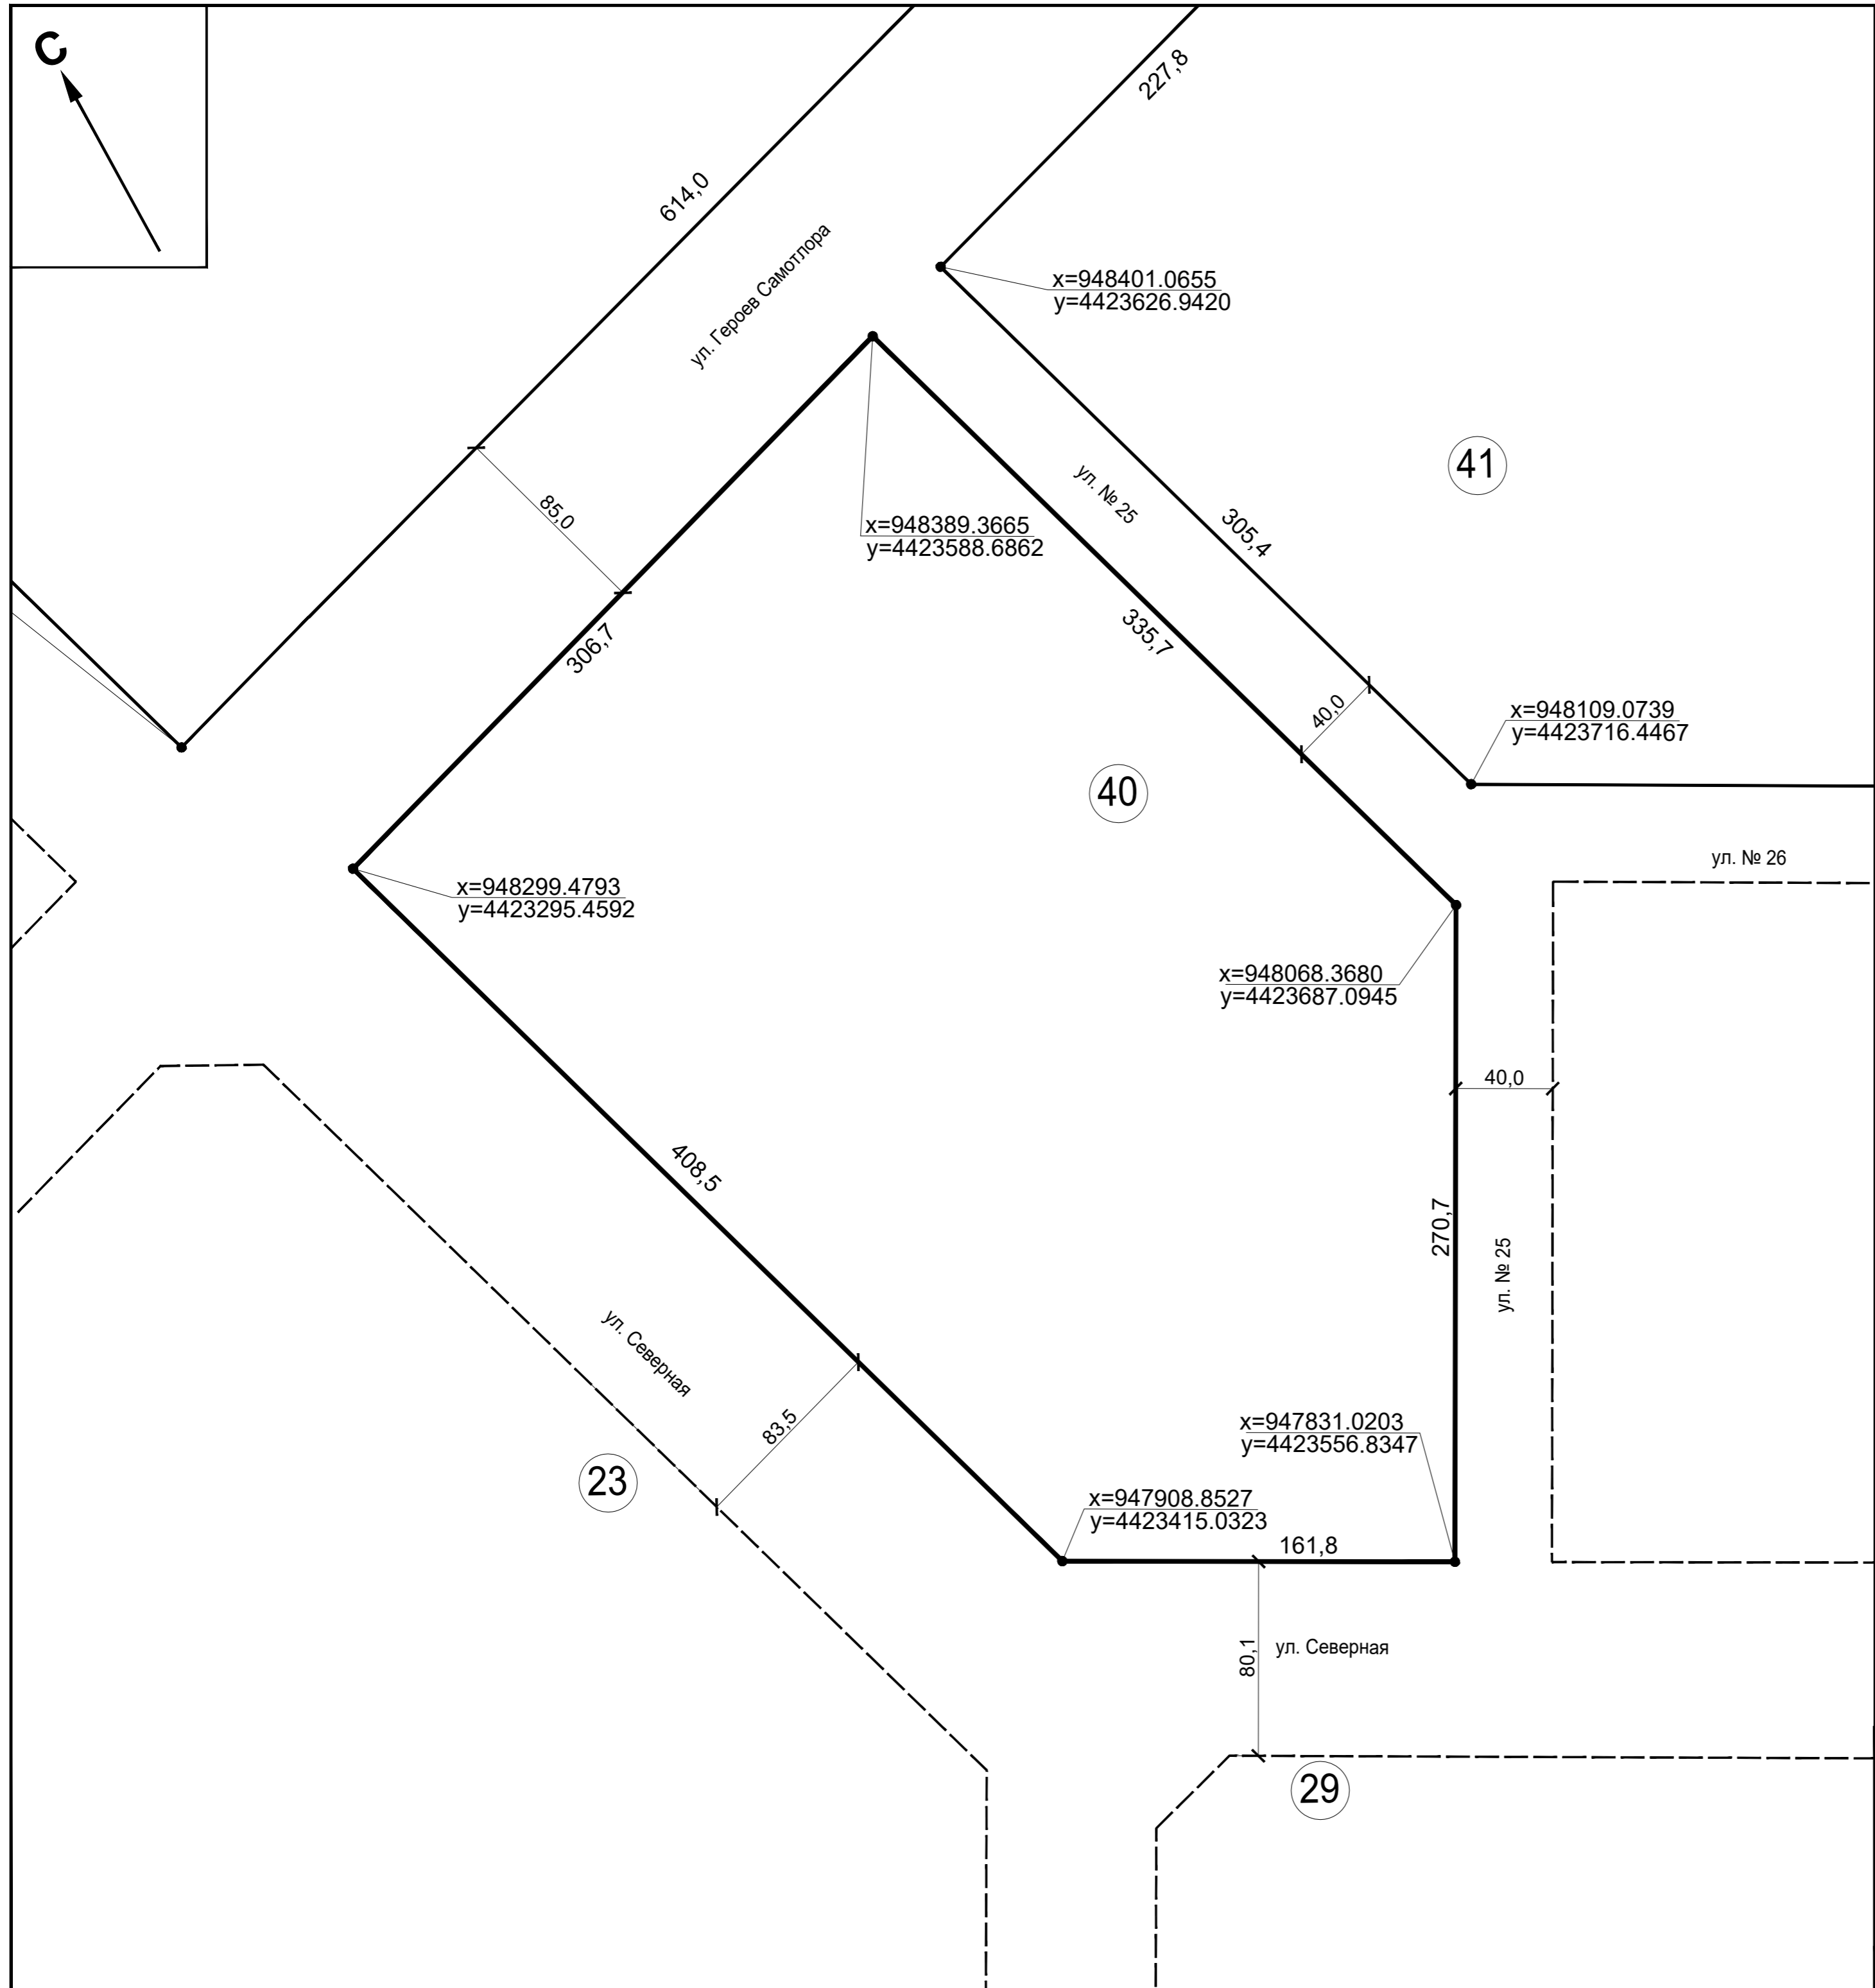 С
227,8
614,0
ул. Героев Самотлора
x=948401.0655
y=4423626.9420
41
ул. № 25
85,0
x=948389.3665
y=4423588.6862
305,4
306,7
335,7
40,0
x=948109.0739
y=4423716.4467
40
ул. № 26
x=948299.4793
y=4423295.4592
x=948068.3680
y=4423687.0945
40,0
408,5
270,7
ул. № 25
ул. Северная
83,5
x=947831.0203
y=4423556.8347
23
x=947908.8527
y=4423415.0323
161,8
80,1
ул. Северная
29